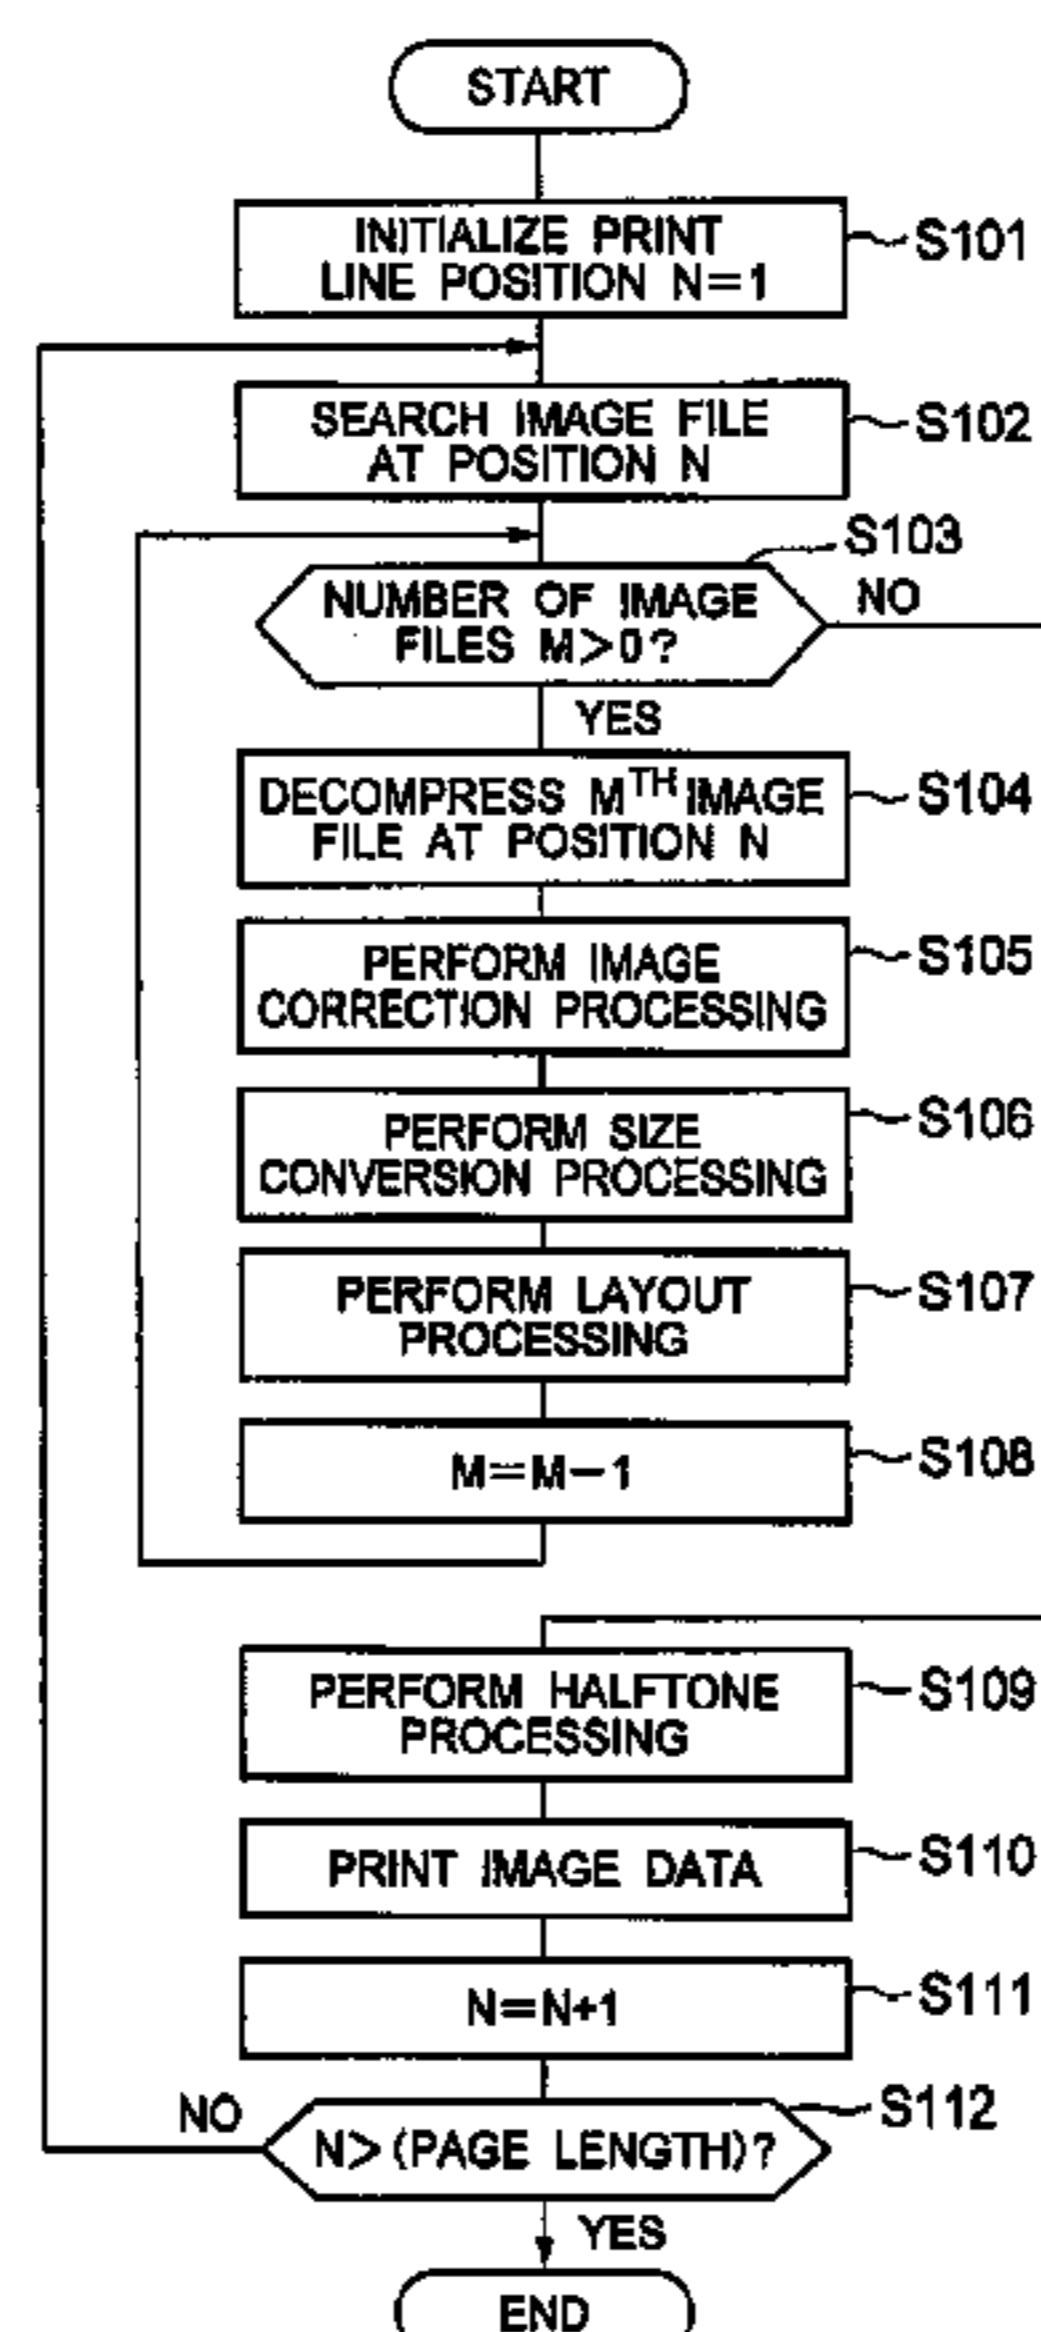 START
INITIALIZE PRINT
LINE POSITION N=1
S101
SEARCH IMAGE FILE
AT POSITION N
S102
S103
NUMBER OF IMAGE
FILES M>0?
NO
YES
DECOMPRESS MTH IMAGE
FILE AT POSITION N
S104
PERFORM IMAGE
CORRECTION PROCESSING
S105
PERFORM SIZE
CONVERSION PROCESSING
S106
PERFORM LAYOUT
PROCESSING
S107
M=M-1
S108
PERFORM HALFTONE
PROCESSING
S109
PRINT IMAGE DATA
S110
N=N+1
S111
NO
S112
N>(PAGE LENGTH)?
YES
END